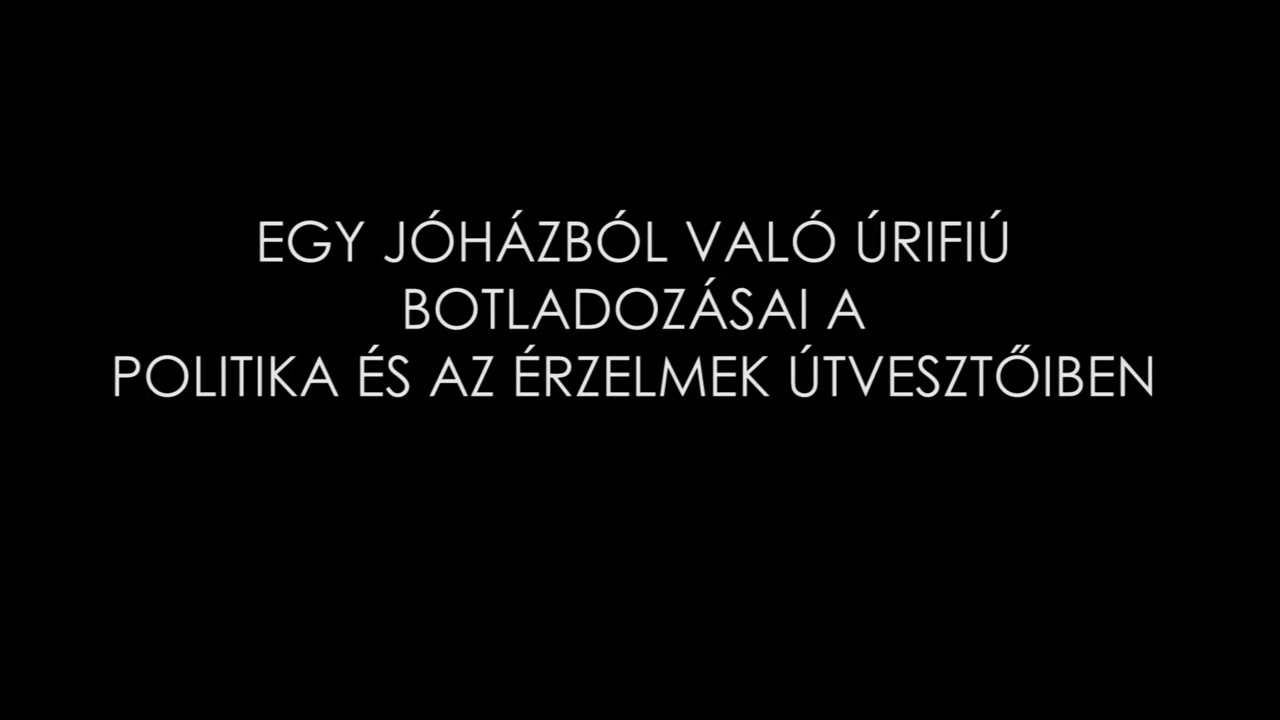 EGY JÓHÁZBÓL VALÓ ÚRIFIÚ
BOTLADOZÁSAI A
POLITIKA ÉS AZ ÉRZELMEK ÚTVESZTŐIBEN